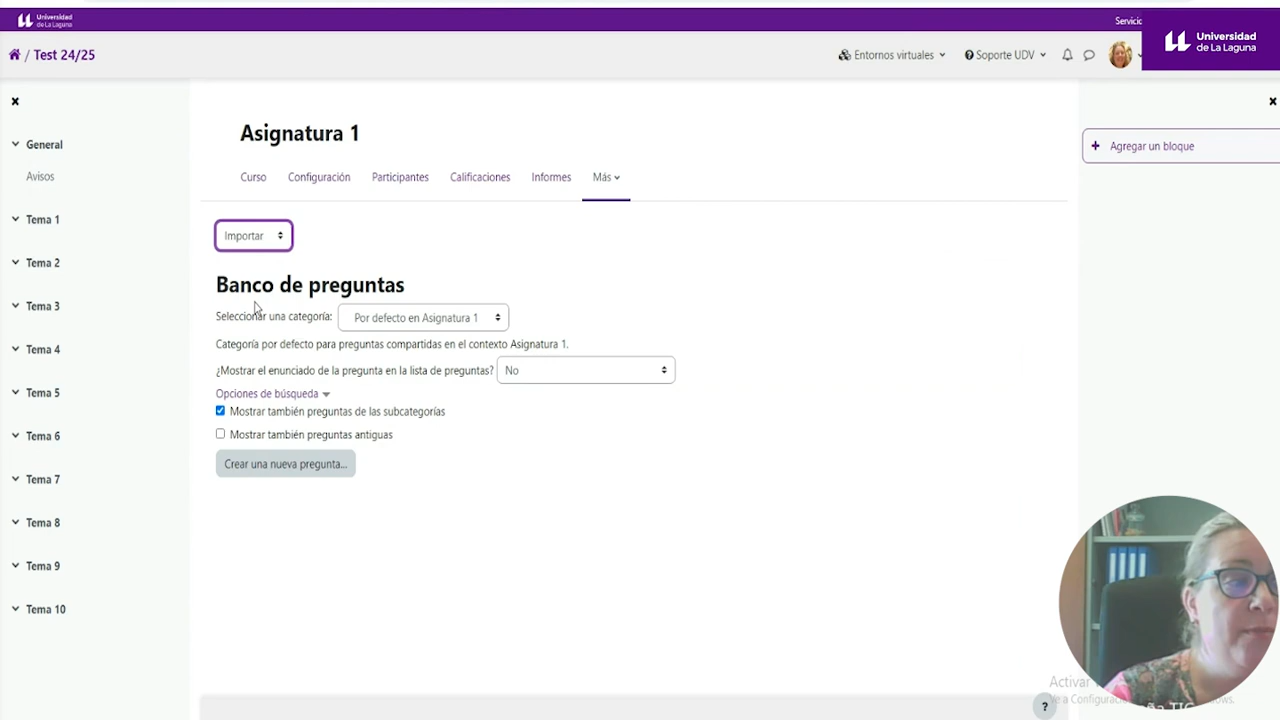 Universidad
de La Laguna
Servicio
/ Test 24/25
Entornos virtuales
Soporte UDV
Universidad
de La Laguna
General
Avisos
Tema 1
Tema 2
Tema 3
Tema 4
Tema 5
Tema 6
Tema 7
Tema 8
Tema 9
Tema 10
Asignatura 1
Curso
Configuración
Participantes
Calificaciones
Informes
Más
Importar
Banco de preguntas
Seleccionar una categoría: Por defecto en Asignatura 1
Categoría por defecto para preguntas compartidas en el contexto Asignatura 1.
¿Mostrar el enunciado de la pregunta en la lista de preguntas? No
Opciones de búsqueda
Mostrar también preguntas de las subcategorías
Mostrar también preguntas antiguas
Crear una nueva pregunta...
+ Agregar un bloque
Activar
?